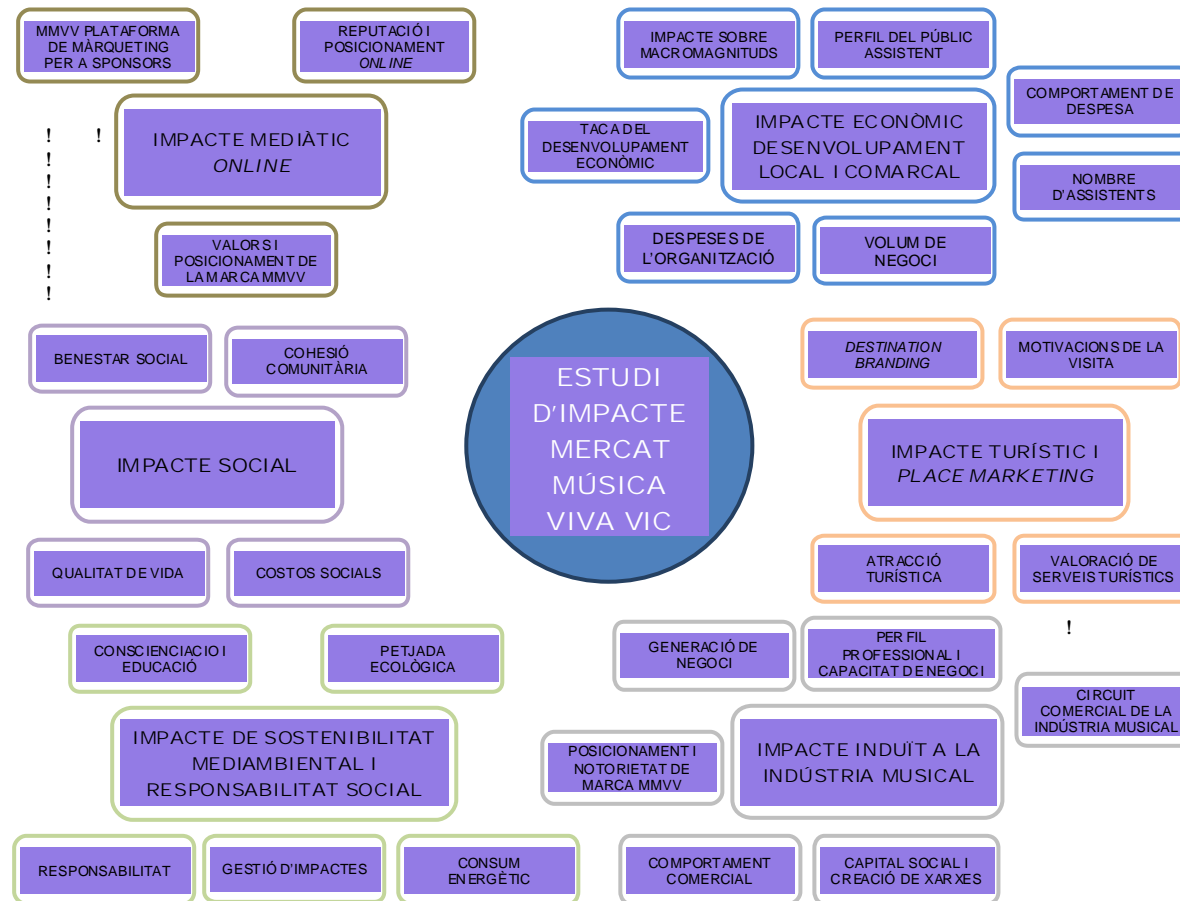 MMVV PLATAFORMA
DE MÀRQUETING
PER A SPONSORS
REPUTACIÓ I
POSICIONAMENT
ONLINE
IMPACTE MEDIÀTIC
ONLINE
! !
!
!
!
!
!
!
!
VALORS I
POSICIONAMENT DE
LA MARCA MMVV
IMPACTE SOBRE
MACROMAGNITUDS
PERFIL DEL PÚBLIC
ASSISTENT
COMPORTAMENT DE
DESPESA
TACA DEL
DESENVOLUPAMENT
ECONÒMIC
IMPACTE ECONÒMIC
DESENVOLUPAMENT
LOCAL I COMARCAL
NOMBRE
D'ASSISTENTS
DESPESES DE
L'ORGANITZACIÓ
VOLUM DE
NEGOCI
BENESTAR SOCIAL
COHESIÓ
COMUNITÀRIA
IMPACTE SOCIAL
QUALITAT DE VIDA
COSTOS SOCIALS
ESTUDI
D'IMPACTE
MERCAT
MÚSICA
VIVA VIC
DESTINATION
BRANDING
MOTIVACIONS DE LA
VISITA
IMPACTE TURÍSTIC I
PLACE MARKETING
ATRACCIÓ
TURÍSTICA
VALORACIÓ DE
SERVEIS TURÍSTICS
!
CONSCIENCIACIO I
EDUCACIÓ
PETJADA
ECOLÒGICA
IMPACTE DE SOSTENIBILITAT
MEDIAMBIENTAL I
RESPONSABILITAT SOCIAL
RESPONSABILITAT
GESTIÓ D'IMPACTES
CONSUM
ENERGÈTIC
GENERACIÓ DE
NEGOCI
PERFIL
PROFESSIONAL I
CAPACITAT DE NEGOCI
CIRCUIT
COMERCIAL DE LA
INDÚSTRIA MUSICAL
POSICIONAMENT I
NOTORIETAT DE
MARCA MMVV
IMPACTE INDUÏT A LA
INDÚSTRIA MUSICAL
COMPORTAMENT
COMERCIAL
CAPITAL SOCIAL I
CREACIÓ DE XARXES